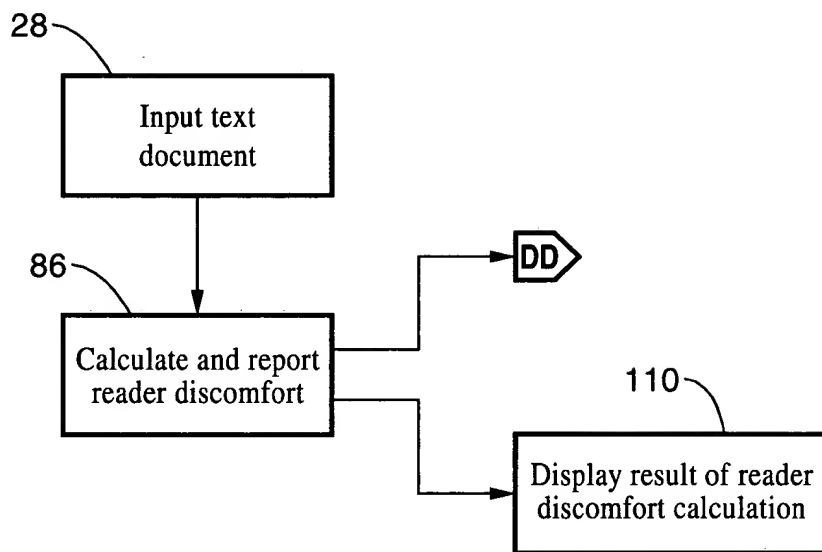 28
Input text
document
86
DD
Calculate and report
reader discomfort
110
Display result of reader
discomfort calculation